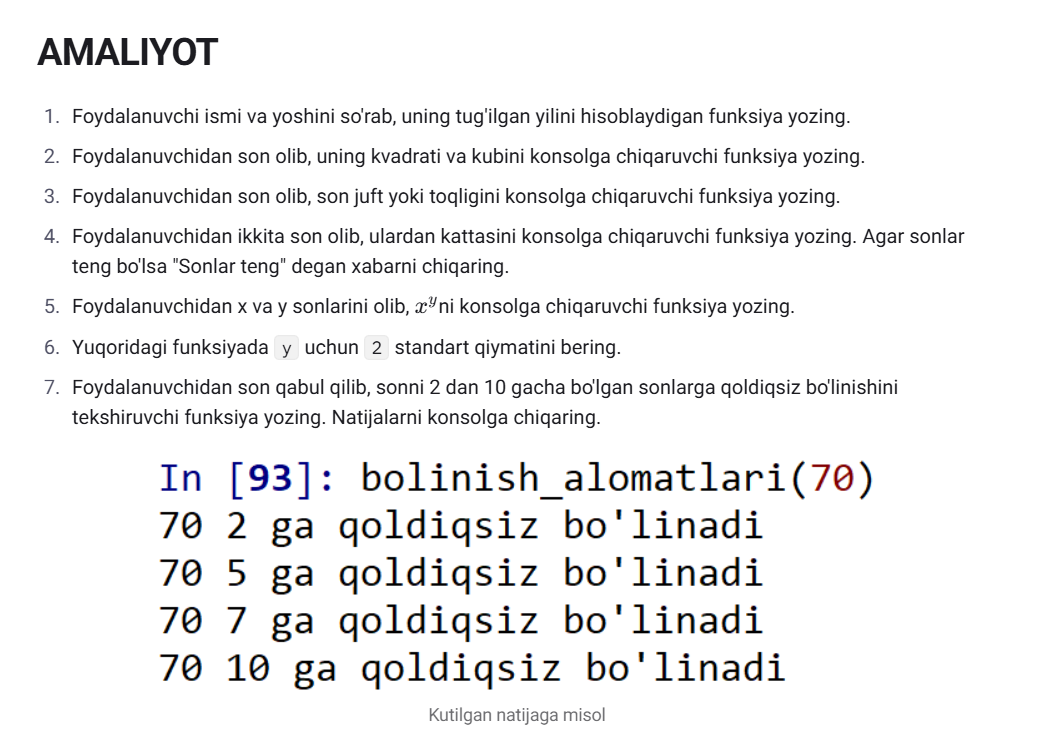 AMALIYOT
1. Foydalanuvchi ismi va yoshini so'rab, uning tug'ilgan yilini hisoblaydigan funksiya yozing.
2. Foydalanuvchidan son olib, uning kvadrati va kubini konsolga chiqaruvchi funksiya yozing.
3. Foydalanuvchidan son olib, son juft yoki toqligini konsolga chiqaruvchi funksiya yozing.
4. Foydalanuvchidan ikkita son olib, ulardan kattasini konsolga chiqaruvchi funksiya yozing. Agar sonlar
teng bo'lsa "Sonlar teng" degan xabarni chiqaring.
5. Foydalanuvchidan x va y sonlarini olib, x^y ni konsolga chiqaruvchi funksiya yozing.
6. Yuqoridagi funksiyada y uchun 2 standart qiymatini bering.
7. Foydalanuvchidan son qabul qilib, sonni 2 dan 10 gacha bo'lgan sonlarga qoldiqsiz bo'linishini
tekshiruvchi funksiya yozing. Natijalarni konsolga chiqaring.
In [93]: bolinish_alomatlari(70)
70 2 ga qoldiqsiz bo'linadi
70 5 ga qoldiqsiz bo'linadi
70 7 ga qoldiqsiz bo'linadi
70 10 ga qoldiqsiz bo'linadi
Kutilgan natijaga misol